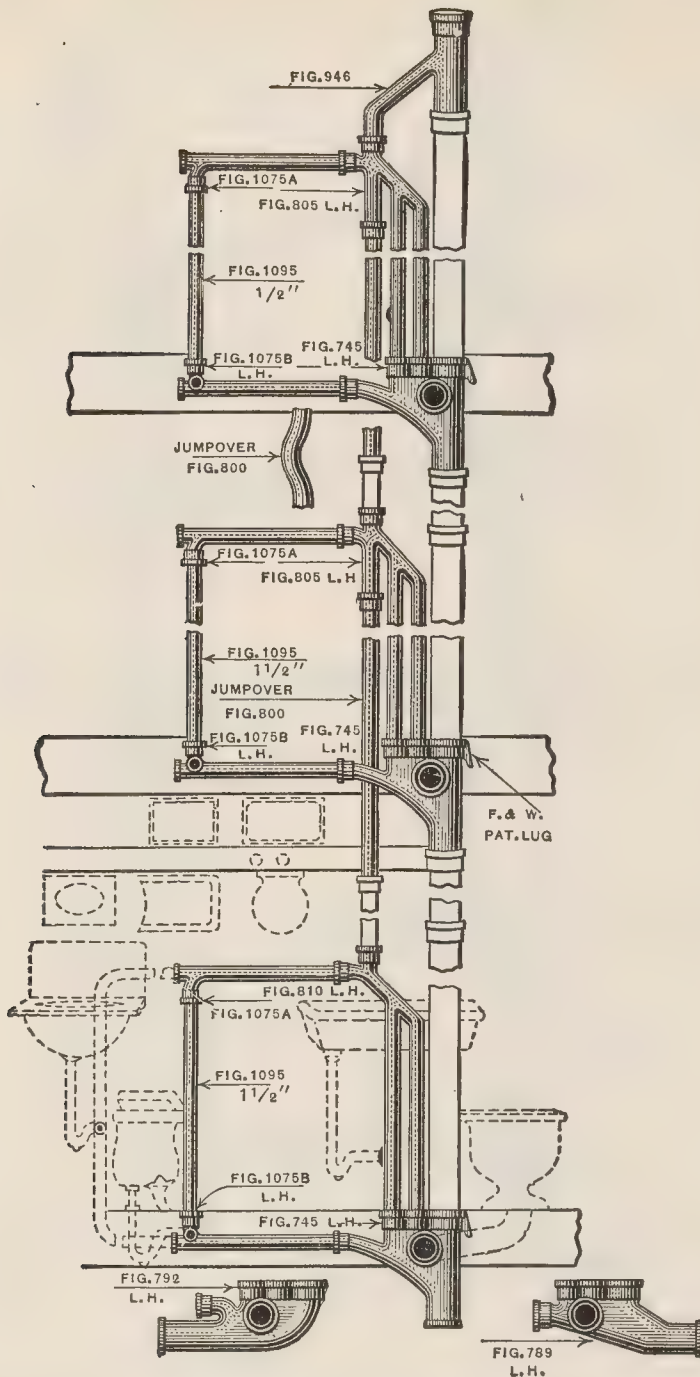 FIG.946
FIG.1075A
FIG.805 L.H.
FIG.1095
1/2"
FIG.1075B
L.H.
FIG.745
L.H.
JUMPOVER
FIG.800
FIG.1075A
FIG.805 L.H
FIG.1095
1 1/2"
JUMPOVER
FIG.800
FIG.1075B
L.H.
FIG.745
L.H.
F. & W.
PAT.LUG
FIG.810 L.H.
FIG.1075A
FIG.1095
1 1/2"
FIG.1075B
L.H.
FIG.745 L.H.
FIG.792
L.H.
FIG.789
L.H.